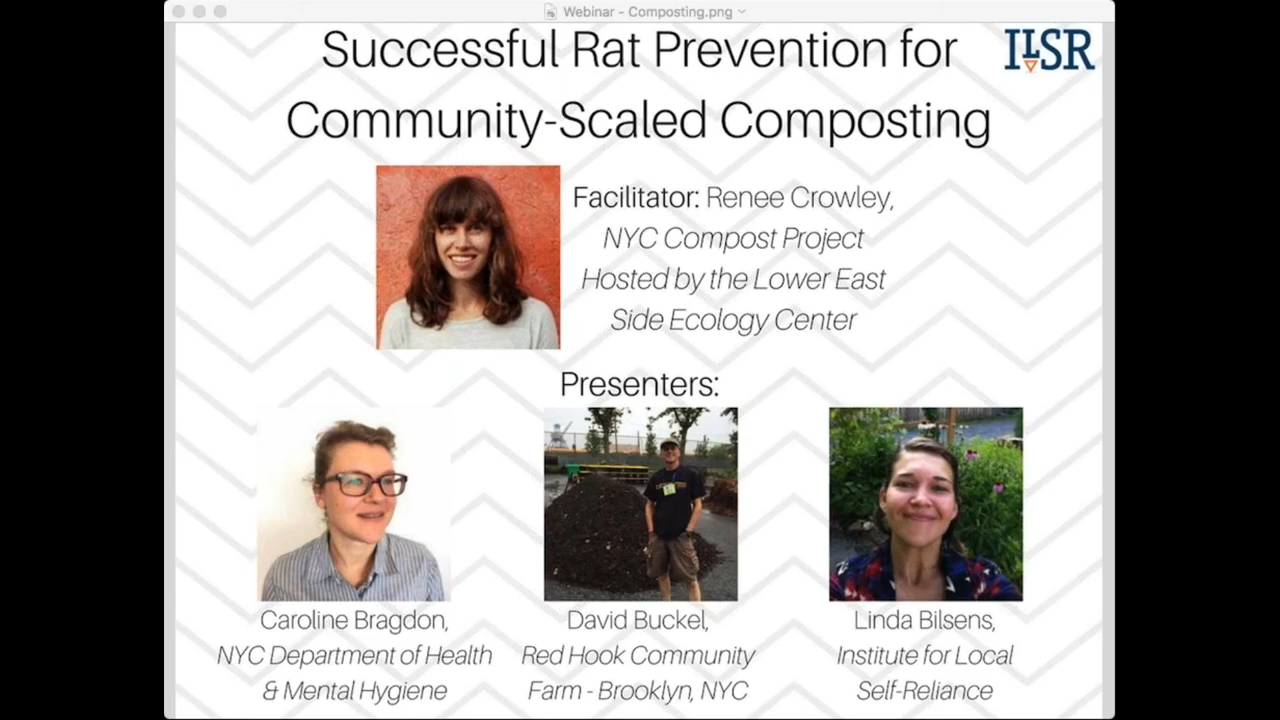 Webinar - Composting.png
Successful Rat Prevention for
ILSR
Community-Scaled Composting
Facilitator: Renee Crowley,
NYC Compost Project
Hosted by the Lower East
Side Ecology Center
Presenters:
Caroline Bragdon,
NYC Department of Health
& Mental Hygiene
David Buckel,
Red Hook Community
Farm - Brooklyn, NYC
Linda Bilsens,
Institute for Local
Self-Reliance